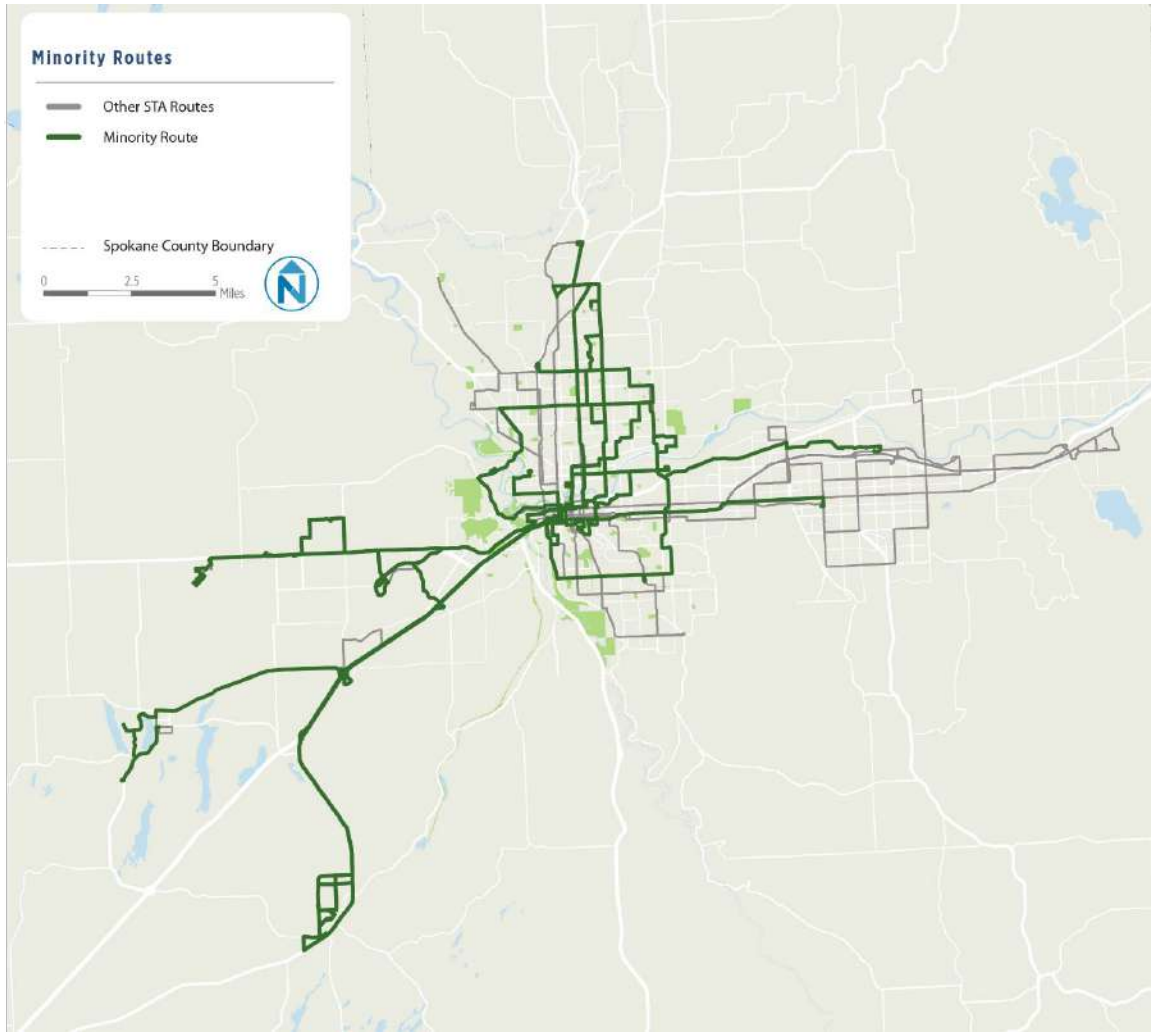 Minority Routes
Other STA Routes
Minority Route
Spokane County Boundary
0 2.5 5
Miles
N